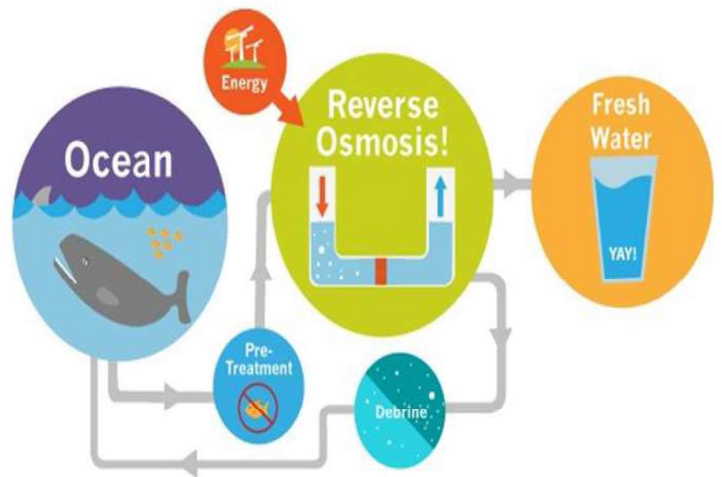 Energy
Ocean
Reverse
Osmosis!
Fresh
Water
YAY!
Pre-
Treatment
Debrine